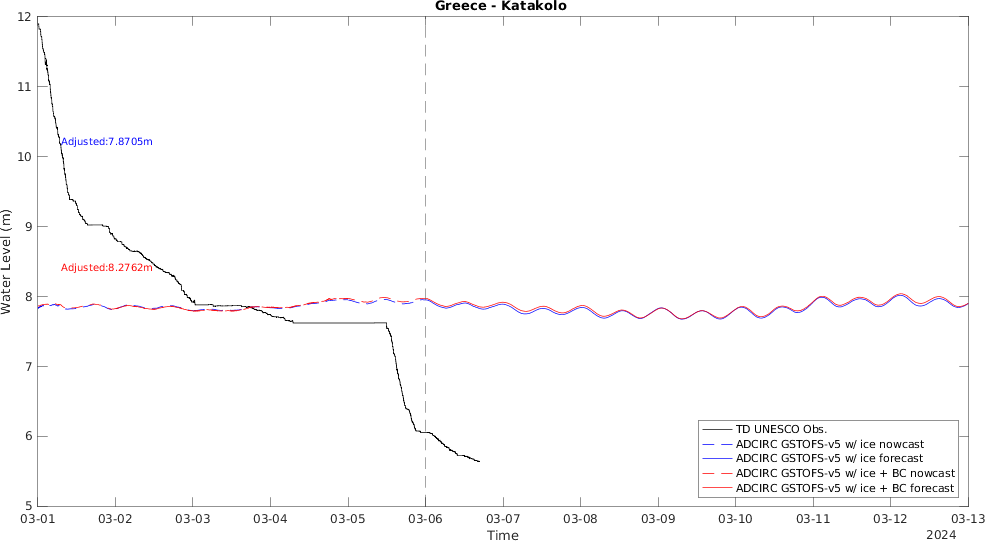 Greece - Katakolo
12
11
10
9
8
7
6
5
Water Level (m)
Adjusted:7.8705m
Adjusted:8.2762m
TD UNESCO Obs.
ADCIRC GSTOFS-v5 w/ ice nowcast
ADCIRC GSTOFS-v5 w/ ice forecast
ADCIRC GSTOFS-v5 w/ ice + BC nowcast
ADCIRC GSTOFS-v5 w/ ice + BC forecast
03-01 03-02 03-03 03-04 03-05 03-06 03-07 03-08 03-09 03-10 03-11 03-12 03-13
Time
2024